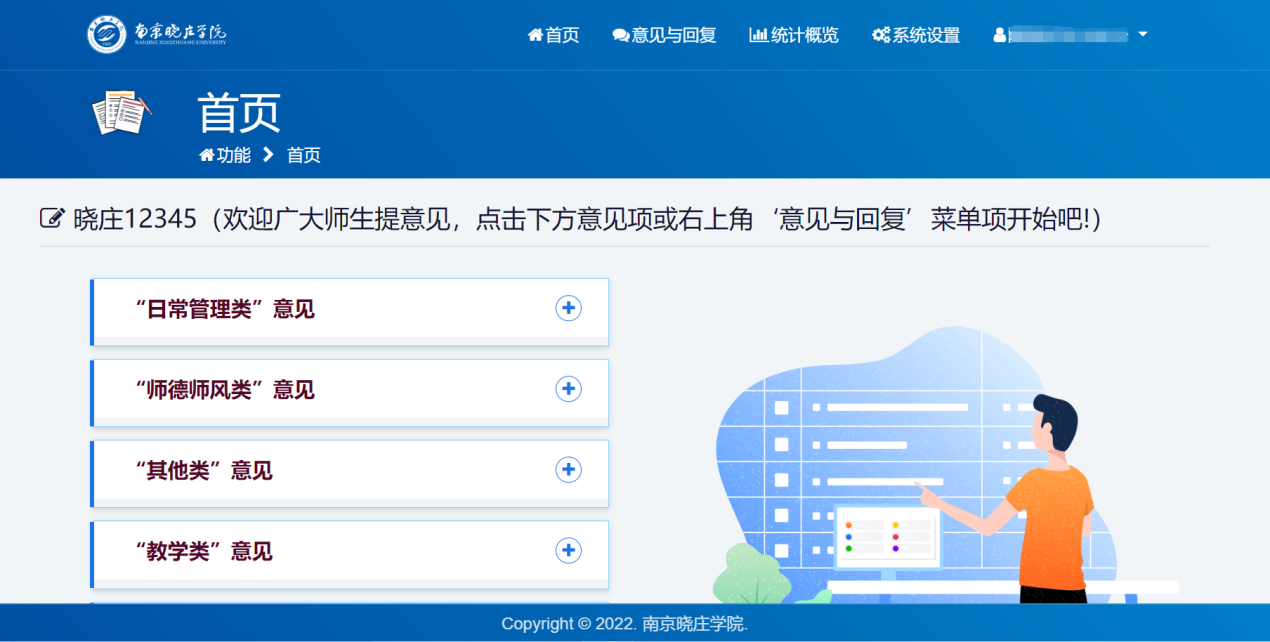 南京晓庄学院
NANJING XIAOZHUANG UNIVERSITY
首页 意见与回复 统计概览 系统设置
首页
功能 首页
晓庄12345（欢迎广大师生提意见，点击下方意见项或右上角‘意见与回复’菜单项开始吧!）
“日常管理类”意见
“师德师风类”意见
“其他类”意见
“教学类”意见
Copyright © 2022. 南京晓庄学院.